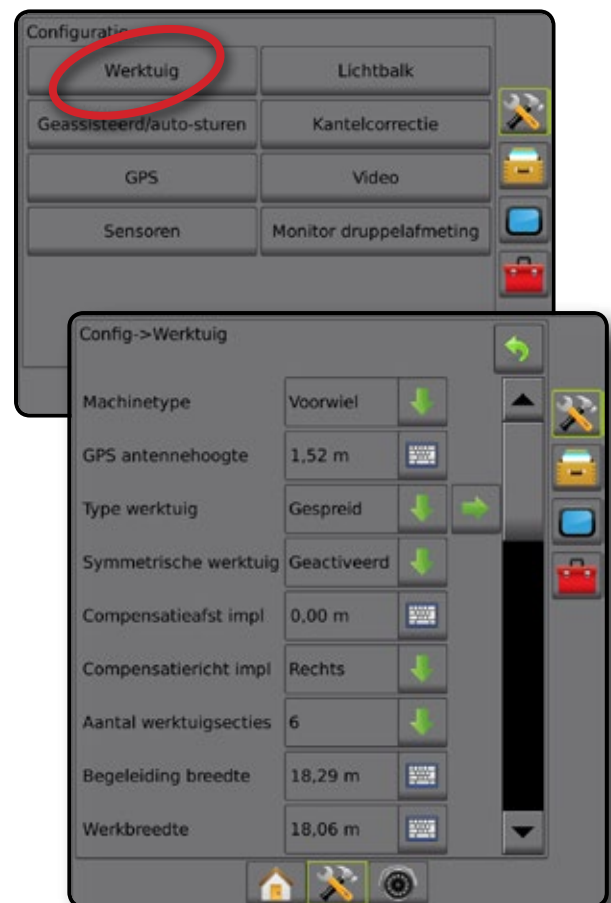 Configuratie
Werktuig
Lichtbalk
Geassisteerd/auto-sturen
Kantelcorrectie
GPS
Video
Sensoren
Monitor druppelafmeting
Config->Werktuig
Machinetype
Voorwiel
GPS antennehoogte
1,52 m
Type werktuig
Gespreid
Symmetrische werktuig
Geactiveerd
Compensatieafst impl
0,00 m
Compensatiericht impl
Rechts
Aantal werktuigsecties
6
Begeleiding breedte
18,29 m
Werkbreedte
18,06 m